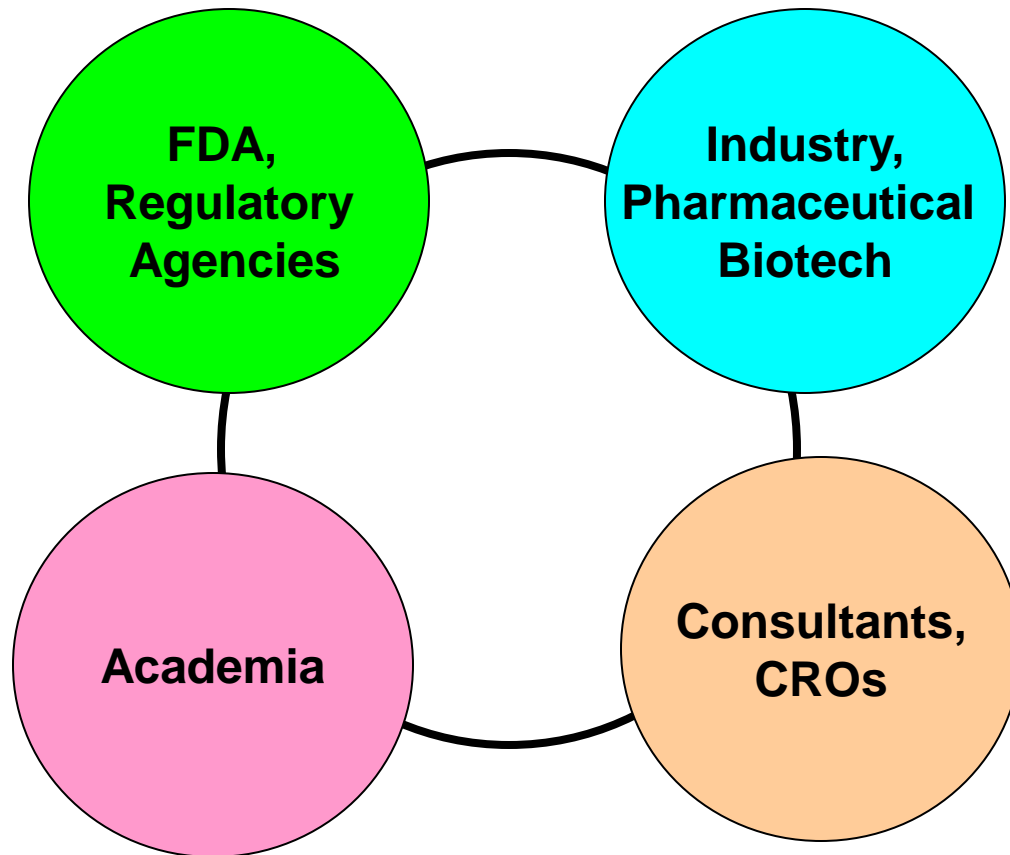 FDA,
Regulatory
Agencies
Industry,
Pharmaceutical
Biotech
Academia
Consultants,
CROs